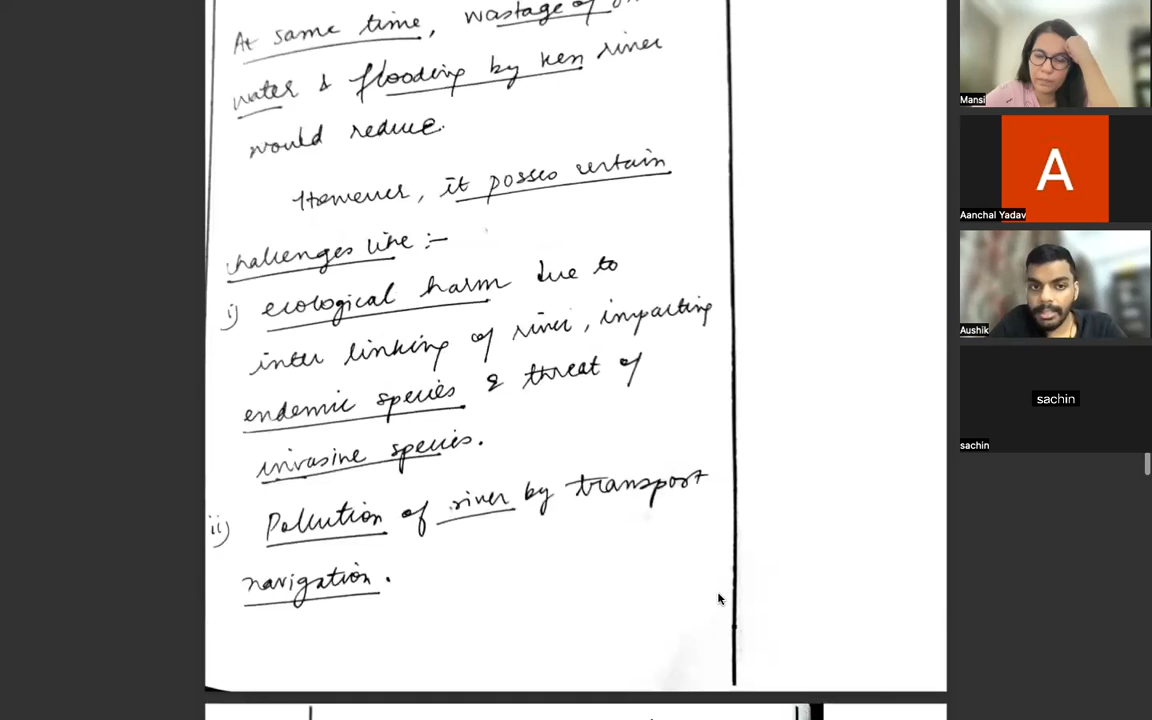 At same time, wastage of
water & flooding by ken river
would reduce.
However, it posses certain
challenges like :-
i) ecological harm due to
inter linking of river, impacting
endemic species & threat of
invasive species.
ii) Pollution of river by transport
navigation.
Mansi
A
Aanchal Yadav
Aushik
sachin
sachin